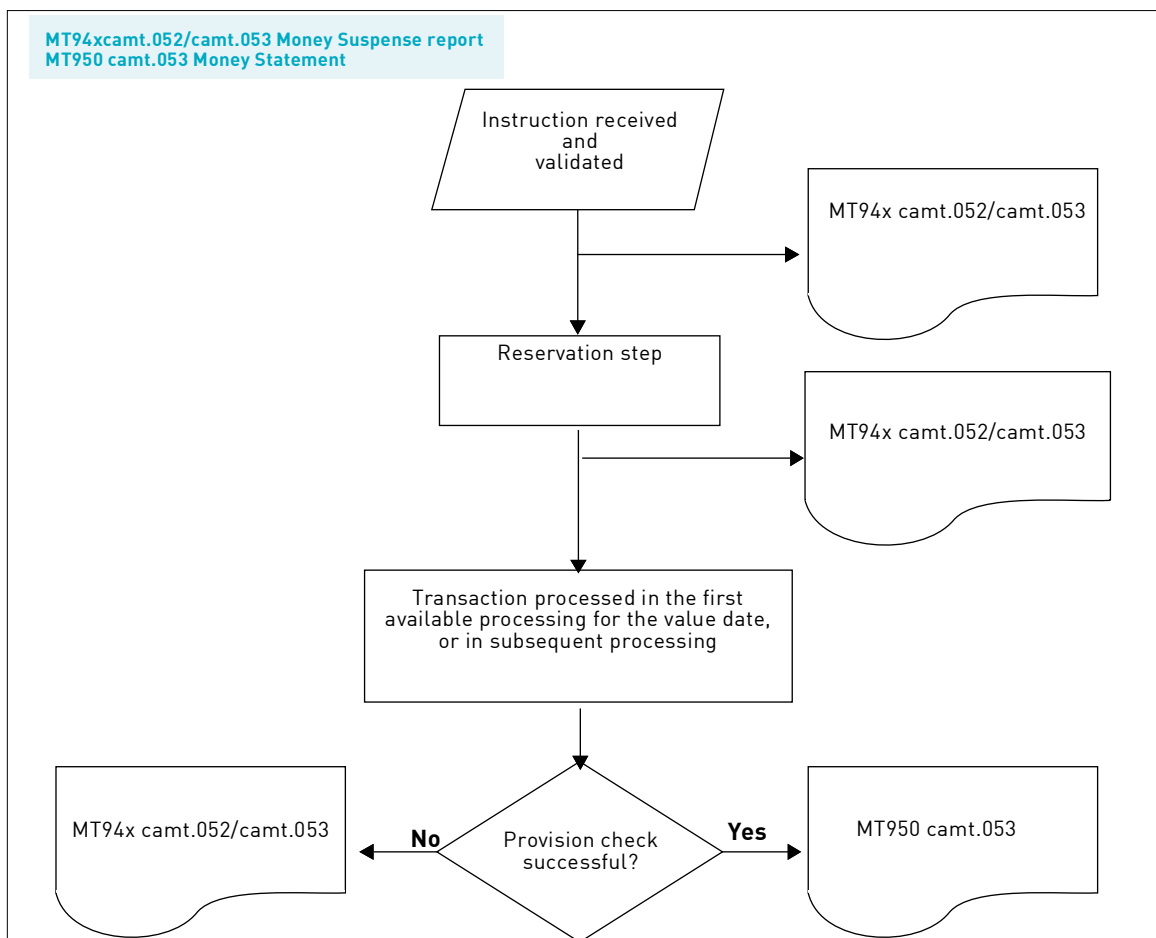 MT94xcamt.052/camt.053 Money Suspense report
MT950 camt.053 Money Statement
Instruction received
and
validated
MT94x camt.052/camt.053
Reservation step
MT94x camt.052/camt.053
Transaction processed in the first
available processing for the value date,
or in subsequent processing
MT94x camt.052/camt.053
No
Provision check
successful?
Yes
MT950 camt.053